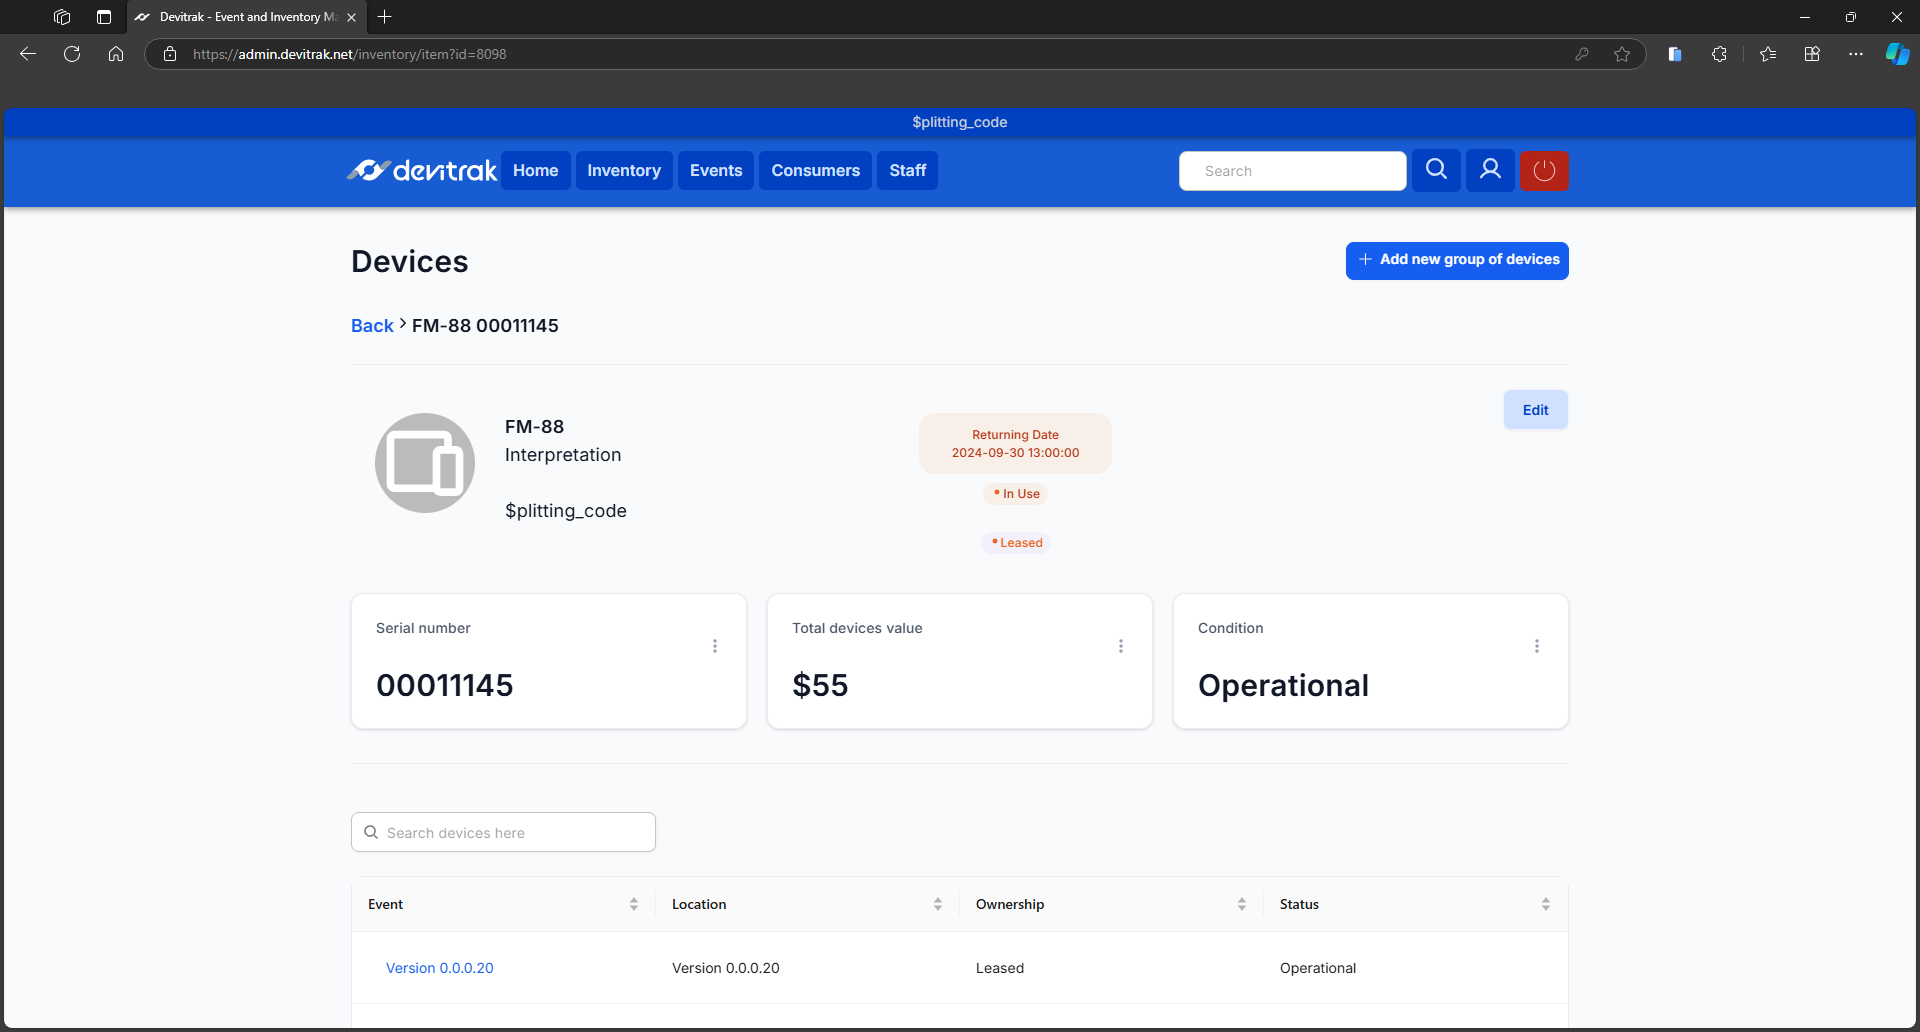 Devitrak - Event and Inventory Ma
https://admin.devitrak.net/inventory/item?id=8098
$plitting_code
devitrak
Home
Inventory
Events
Consumers
Staff
Search
Devices
+ Add new group of devices
Back > FM-88 00011145
Edit
FM-88
Interpretation
$plitting_code
Returning Date
2024-09-30 13:00:00
In Use
Leased
Serial number
00011145
Total devices value
$55
Condition
Operational
Search devices here
Event
Location
Ownership
Status
Version 0.0.0.20
Version 0.0.0.20
Leased
Operational